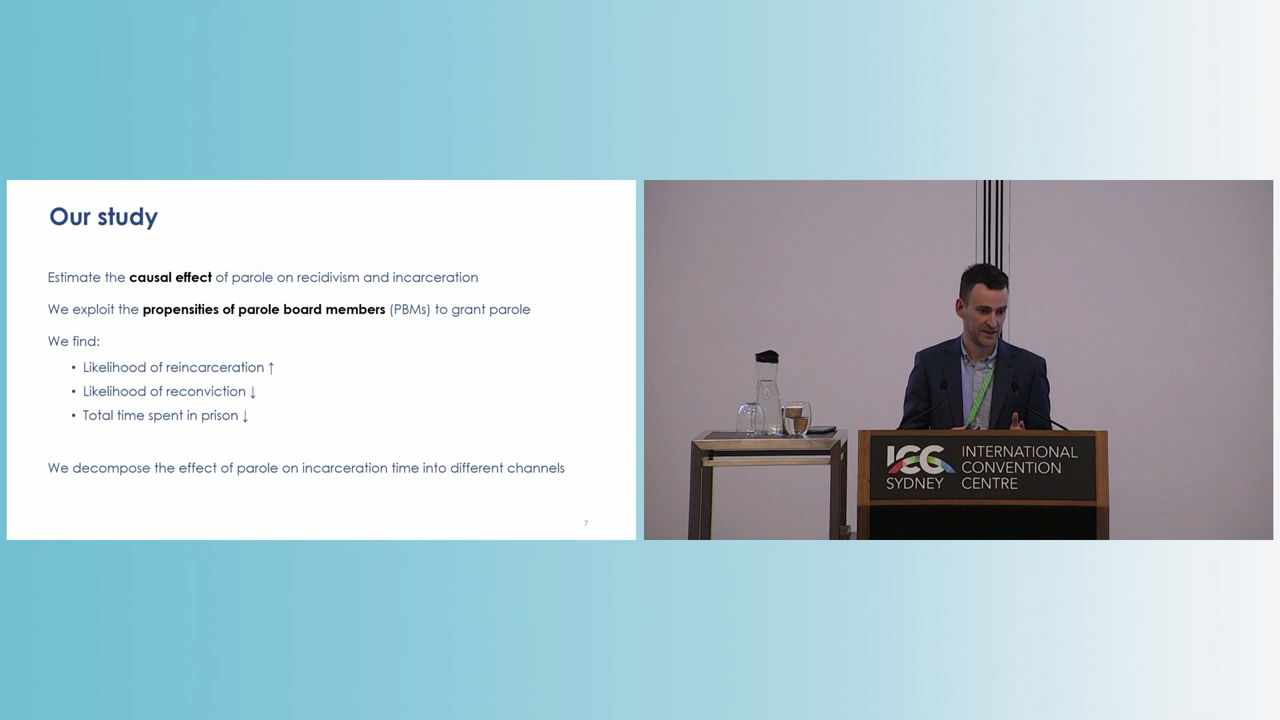 Our study
Estimate the causal effect of parole on recidivism and incarceration
We exploit the propensities of parole board members (PBMs) to grant parole
We find:
• Likelihood of reincarceration ↑
• Likelihood of reconviction ↓
• Total time spent in prison ↓
We decompose the effect of parole on incarceration time into different channels
7
ICC
SYDNEY
INTERNATIONAL
CONVENTION
CENTRE